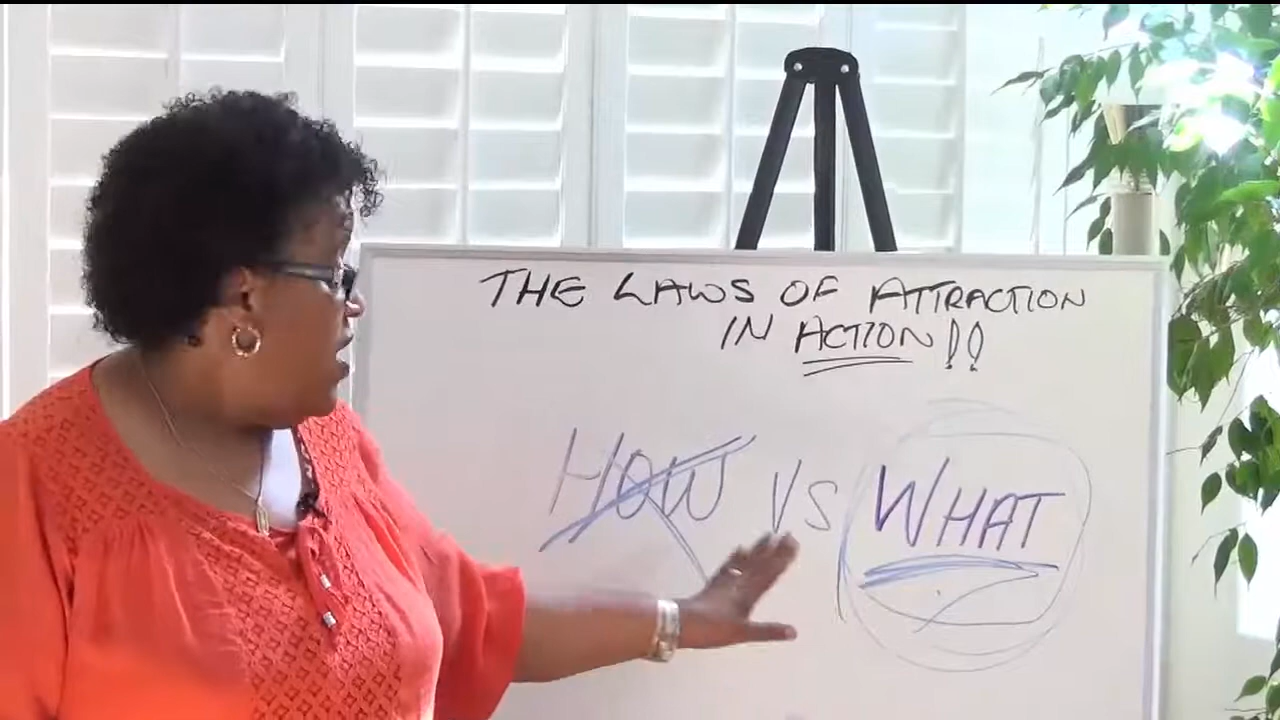 THE LAWS OF ATTRACTION
IN ACTION!!
HOW VS WHAT